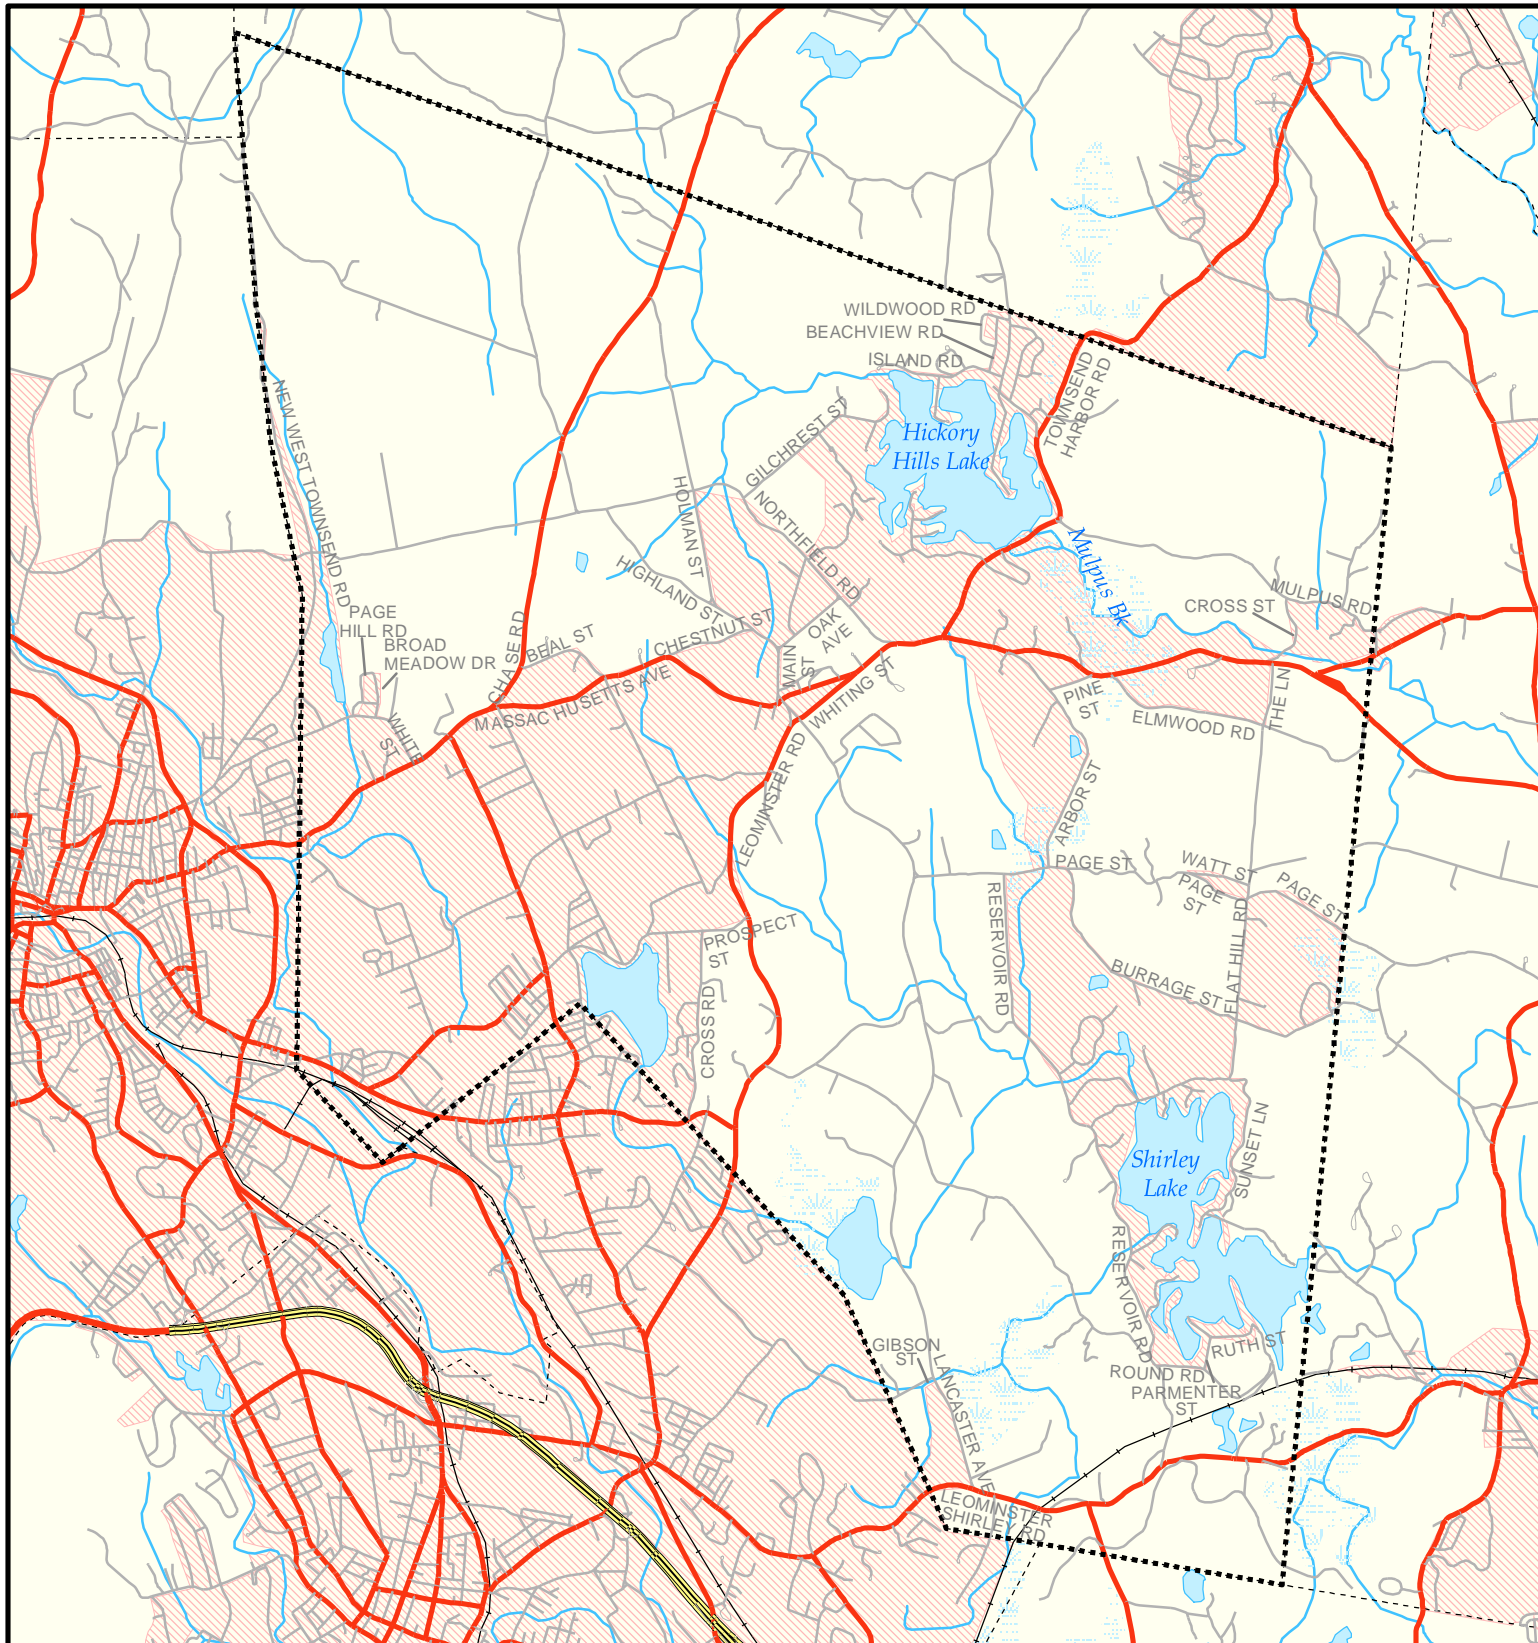 WILDWOOD RD
BEACHVIEW RD
ISLAND RD
TOWNSEND
HARBOR RD
Hickory
Hills Lake
GILCHREST ST
NEW WEST TOWNSEND RD
HOLMAN ST
NORTHFIELD RD
HIGHLAND ST
Mulpus Bk
MULPUS RD
CROSS ST
PAGE
HILL RD
BROAD
MEADOW DR
CHASE RD
BEAL ST
CHESTNUT ST
OAK
AVE
MAIN
ST
MASSAC HUSETTS AVE
WHITING ST
WHITE
ST
PINE
ST
ELMWOOD RD
THE LN
LEOMINSTER RD
ARBOR ST
PAGE ST
WATT ST
PAGE
ST
PAGE ST
RESERVOIR RD
FLAT HILL RD
PROSPECT
ST
BURRAGE ST
CROSS RD
SUNSET LN
Shirley
Lake
RESERVOIR RD
GIBSON
ST
RUTH ST
LANCASTER AVE
ROUND RD
PARMENTER
ST
LEOMINSTER
SHIRLEY RD